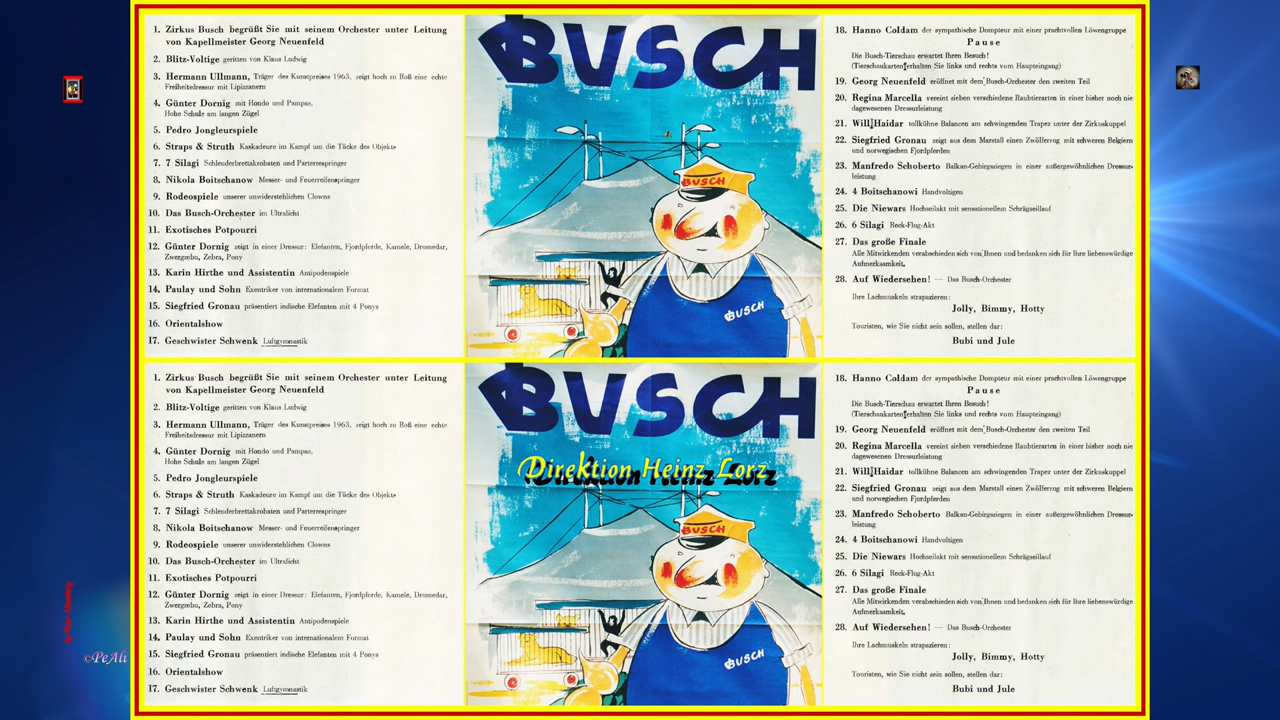 1. Zirkus Busch begrüßt Sie mit seinem Orchester unter Leitung
von Kapellmeister Georg Neuenfeld
2. Blitz-Voltige geritten von Klaus Ludwig
3. Hermann Ullmann, Träger des Kunstpreises 1963, zeigt hoch zu Roß eine echte
Freiheitsdressur mit Lipizzanern
4. Günter Dornig mit Hondo und Pampas,
Hohe Schule am langen Zügel
5. Pedro Jongleurspiele
6. Straps & Struth Kaskadeure im Kampf um die Tücke des Objekts
7. 7 Silagi Schleuderbrettakrobaten und Parterrespringer
8. Nikola Boitschanow Messer- und Feuerreifenspringer
9. Rodeospiele unserer unwiderstehlichen Clowns
10. Das Busch-Orchester im Ultralicht
11. Exotisches Potpourri
12. Günter Dornig zeigt in einer Dressur: Elefanten, Fjordpferde, Kamele, Dromedar,
Zwergzebu, Zebra, Pony
13. Karin Hirthe und Assistentin Antipodenspiele
14. Paulay und Sohn Exentriker von internationalem Format
15. Siegfried Gronau präsentiert indische Elefanten mit 4 Ponys
16. Orientalshow
17. Geschwister Schwenk Luftgymnastik
BUSCH
BUSCH
BUSCH
18. Hanno Coldam der sympathische Dompteur mit einer prachtvollen Löwengruppe
Pause
Die Busch-Tierschau erwartet Ihren Besuch!
(Tierschaukarten erhalten Sie links und rechts vom Haupteingang)
19. Georg Neuenfeld eröffnet mit dem Busch-Orchester den zweiten Teil
20. Regina Marcella vereint sieben verschiedene Raubtierarten in einer bisher noch nie
dagewesenen Dressurleistung
21. Willy Haidar tollkühne Balancen am schwingenden Trapez unter der Zirkuskuppel
22. Siegfried Gronau zeigt aus dem Marstall einen Zwölferzug mit schweren Belgiern
und norwegischen Fjordpferden
23. Manfredo Schoberto Balkan-Gebirgsziegen in einer außergewöhnlichen Dressur-
leistung
24. 4 Boitschanowi Handvoltigen
25. Die Niewars Hochseilakt mit sensationellem Schrägseillauf
26. 6 Silagi Reck-Flug-Akt
27. Das große Finale
Alle Mitwirkenden verabschieden sich von Ihnen und bedanken sich für Ihre liebenswürdige
Aufmerksamkeit.
28. Auf Wiedersehen! — Das Busch-Orchester
Ihre Lachmuskeln strapazieren:
Jolly, Bimmy, Hotty
Touristen, wie Sie nicht sein sollen, stellen dar:
Bubi und Jule
1. Zirkus Busch begrüßt Sie mit seinem Orchester unter Leitung
von Kapellmeister Georg Neuenfeld
2. Blitz-Voltige geritten von Klaus Ludwig
3. Hermann Ullmann, Träger des Kunstpreises 1963, zeigt hoch zu Roß eine echte
Freiheitsdressur mit Lipizzanern
4. Günter Dornig mit Hondo und Pampas,
Hohe Schule am langen Zügel
5. Pedro Jongleurspiele
6. Straps & Struth Kaskadeure im Kampf um die Tücke des Objekts
7. 7 Silagi Schleuderbrettakrobaten und Parterrespringer
8. Nikola Boitschanow Messer- und Feuerreifenspringer
9. Rodeospiele unserer unwiderstehlichen Clowns
10. Das Busch-Orchester im Ultralicht
11. Exotisches Potpourri
12. Günter Dornig zeigt in einer Dressur: Elefanten, Fjordpferde, Kamele, Dromedar,
Zwergzebu, Zebra, Pony
13. Karin Hirthe und Assistentin Antipodenspiele
14. Paulay und Sohn Exentriker von internationalem Format
15. Siegfried Gronau präsentiert indische Elefanten mit 4 Ponys
16. Orientalshow
17. Geschwister Schwenk Luftgymnastik
BUSCH
Direktion Heinz Lorz
BUSCH
BUSCH
18. Hanno Coldam der sympathische Dompteur mit einer prachtvollen Löwengruppe
Pause
Die Busch-Tierschau erwartet Ihren Besuch!
(Tierschaukarten erhalten Sie links und rechts vom Haupteingang)
19. Georg Neuenfeld eröffnet mit dem Busch-Orchester den zweiten Teil
20. Regina Marcella vereint sieben verschiedene Raubtierarten in einer bisher noch nie
dagewesenen Dressurleistung
21. Willy Haidar tollkühne Balancen am schwingenden Trapez unter der Zirkuskuppel
22. Siegfried Gronau zeigt aus dem Marstall einen Zwölferzug mit schweren Belgiern
und norwegischen Fjordpferden
23. Manfredo Schoberto Balkan-Gebirgsziegen in einer außergewöhnlichen Dressur-
leistung
24. 4 Boitschanowi Handvoltigen
25. Die Niewars Hochseilakt mit sensationellem Schrägseillauf
26. 6 Silagi Reck-Flug-Akt
27. Das große Finale
Alle Mitwirkenden verabschieden sich von Ihnen und bedanken sich für Ihre liebenswürdige
Aufmerksamkeit.
28. Auf Wiedersehen! — Das Busch-Orchester
Ihre Lachmuskeln strapazieren:
Jolly, Bimmy, Hotty
Touristen, wie Sie nicht sein sollen, stellen dar:
Bubi und Jule
©PeAli